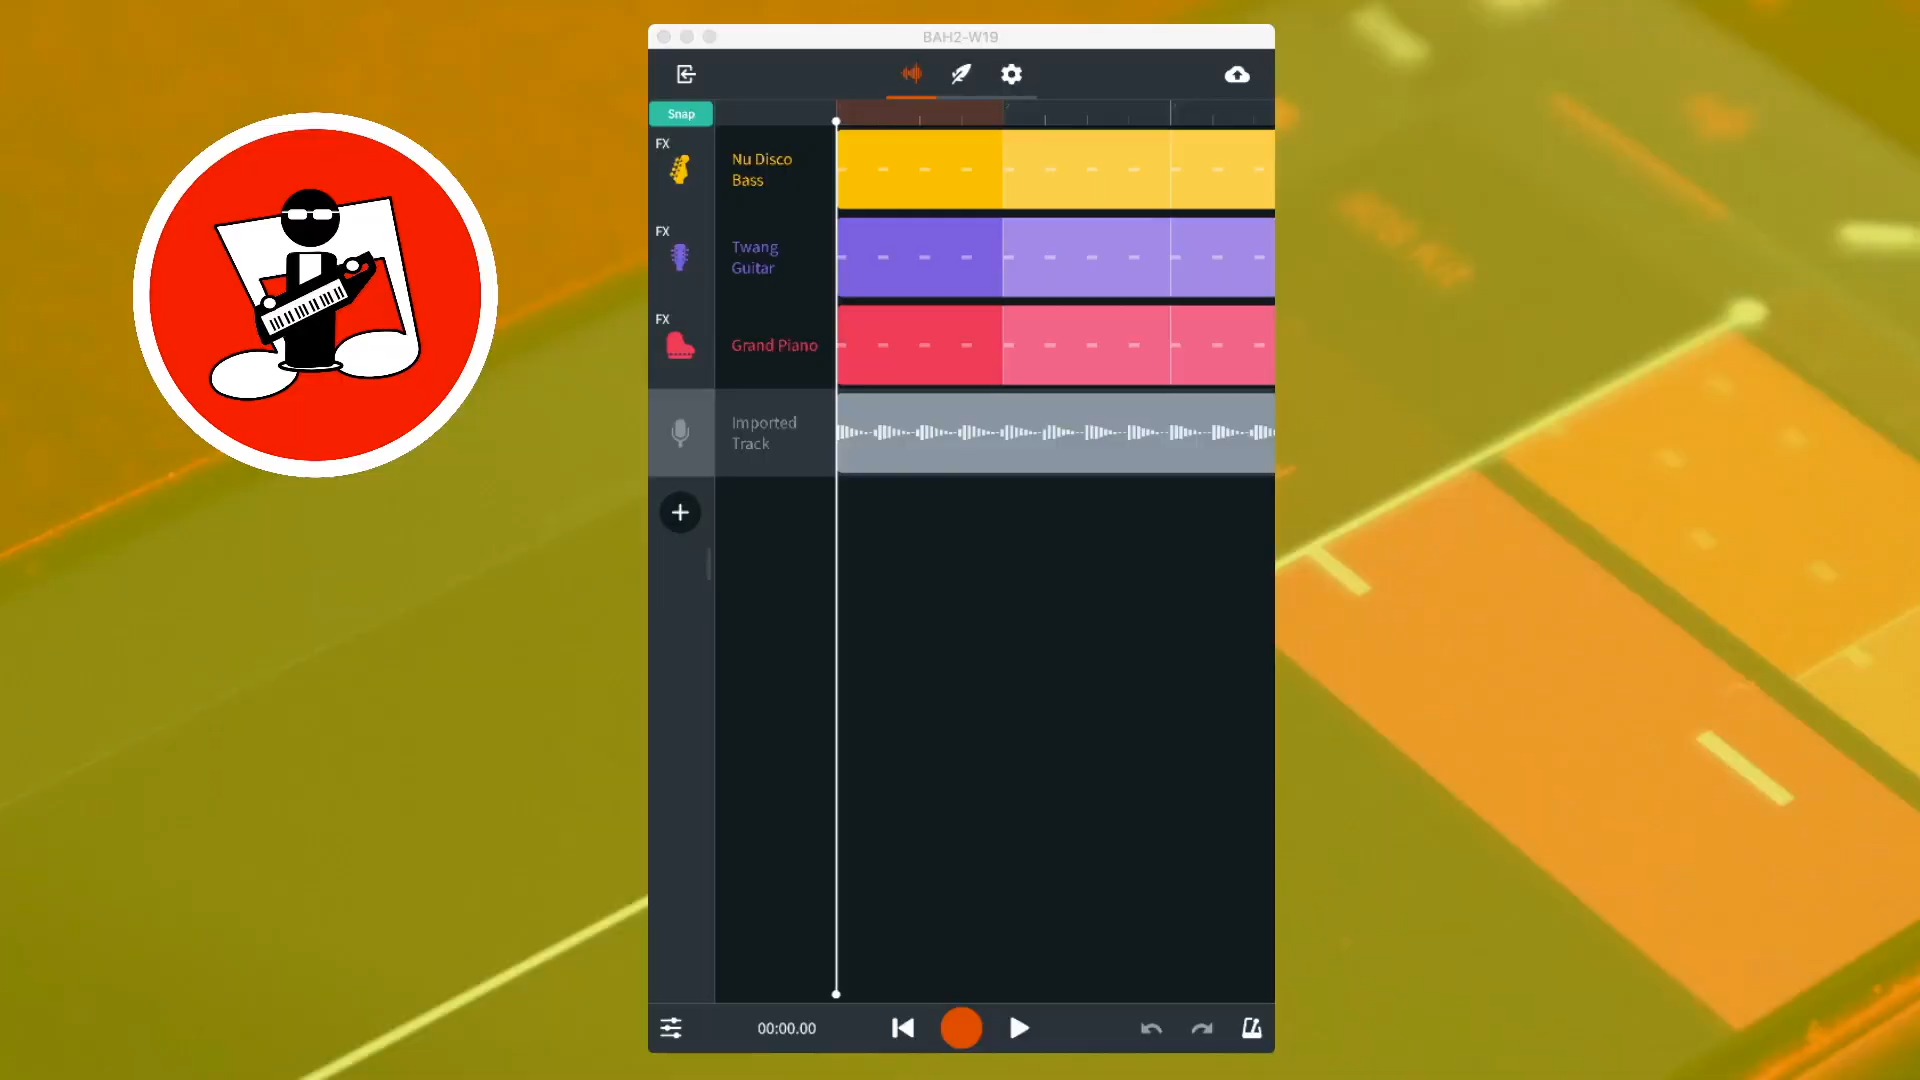 BAH2-W19
Snap
FX
Nu Disco
Bass
FX
Twang
Guitar
FX
Grand Piano
Imported
Track
00:00.00